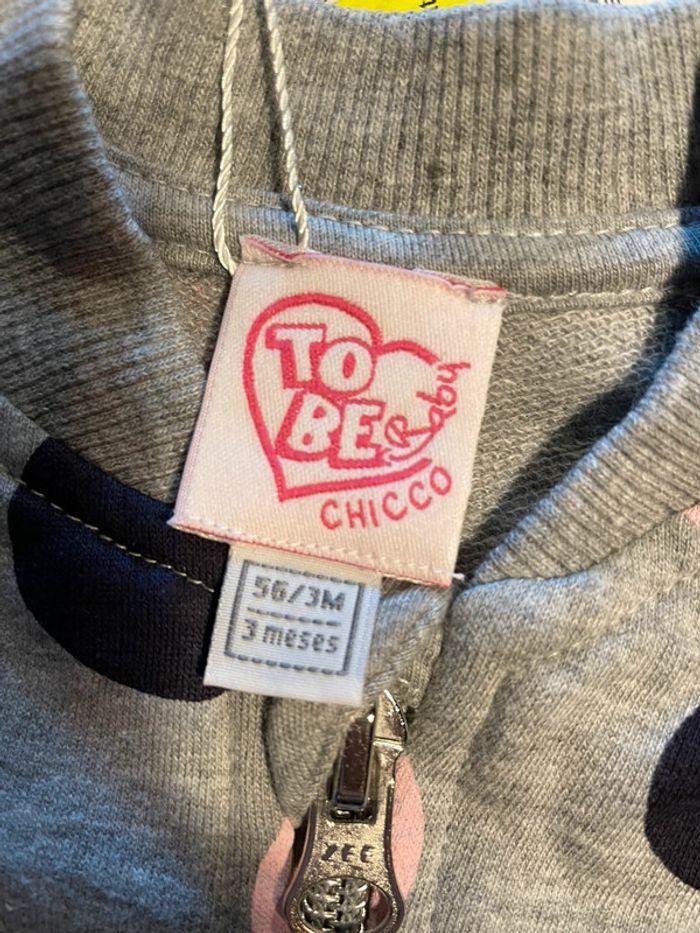 TO
BE Baby
CHICCO
56/3M
3 meses